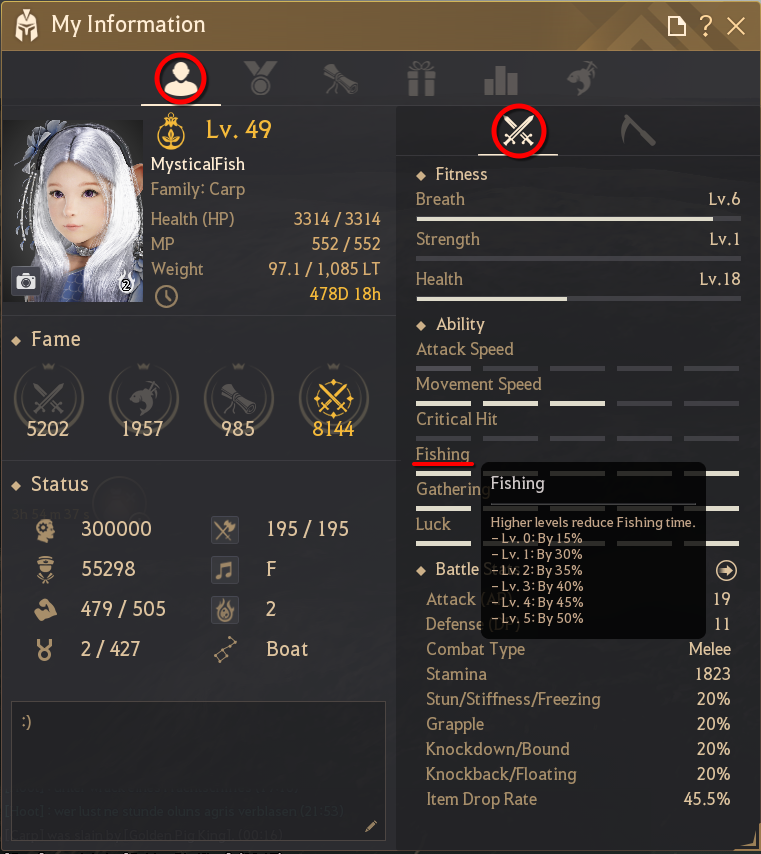 My Information
?
Lv. 49
MysticalFish
Family: Carp
Health (HP) 3314 / 3314
MP 552 / 552
Weight 97.1 / 1,085 LT
478D 18h
2
Fame
5202 1957 985 8144
Status
300000 195 / 195
55298 F
479 / 505 2
2 / 427 Boat
:)
Fitness
Breath Lv.6
Strength Lv.1
Health Lv.18
Ability
Attack Speed
Movement Speed
Critical Hit
Fishing
Gathering
Luck
Fishing
Higher levels reduce Fishing time.
- Lv. 0: By 15%
- Lv. 1: By 30%
- Lv. 2: By 35%
- Lv. 3: By 40%
- Lv. 4: By 45%
- Lv. 5: By 50%
Battle
Attack 19
Defense 11
Combat Type Melee
Stamina 1823
Stun/Stiffness/Freezing 20%
Grapple 20%
Knockdown/Bound 20%
Knockback/Floating 20%
Item Drop Rate 45.5%